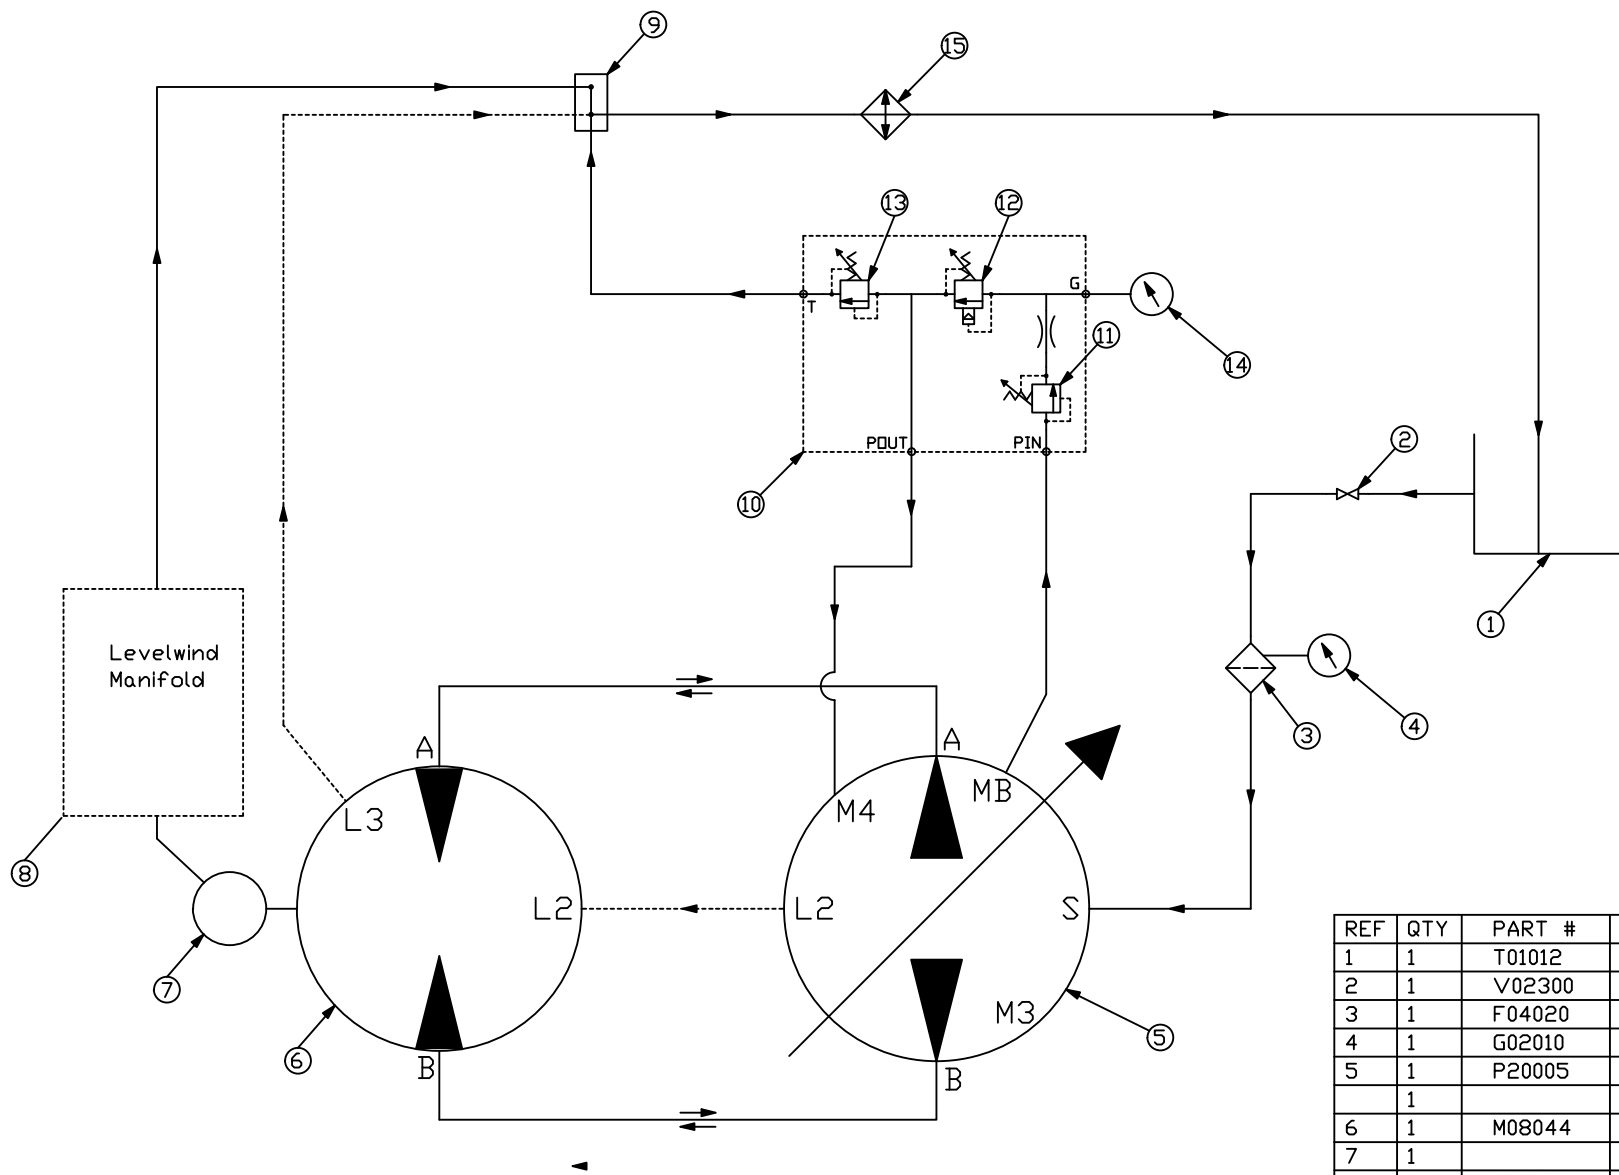 9
15
13
12
T
G
11
14
POUT
PIN
2
10
1
Levelwind
Manifold
3
4
A
A
MB
L3
M4
8
L2
L2
S
7
M3
5
6
B
B
REF QTY PART #
1 1 T01012
2 1 V02300
3 1 F04020
4 1 G02010
5 1 P20005
1
6 1 M08044
7 1